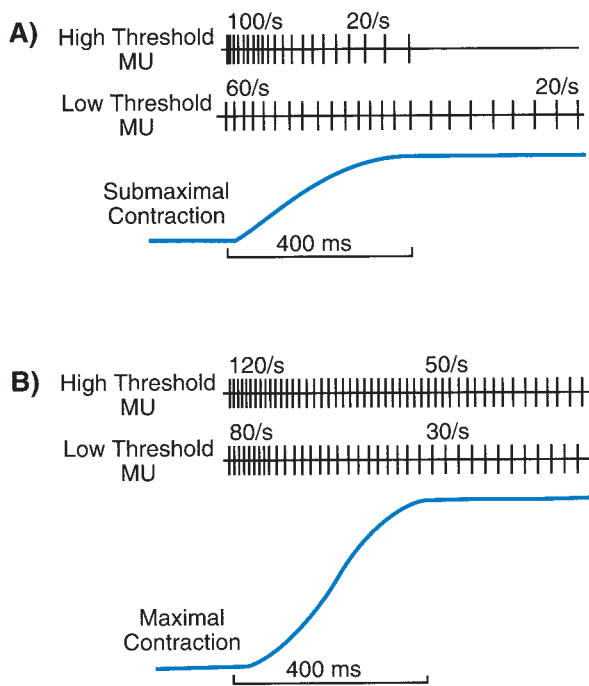 A)
100/s 20/s
High Threshold
MU
60/s 20/s
Low Threshold
MU
Submaximal
Contraction
400 ms
B)
120/s 50/s
High Threshold
MU
80/s 30/s
Low Threshold
MU
Maximal
Contraction
400 ms